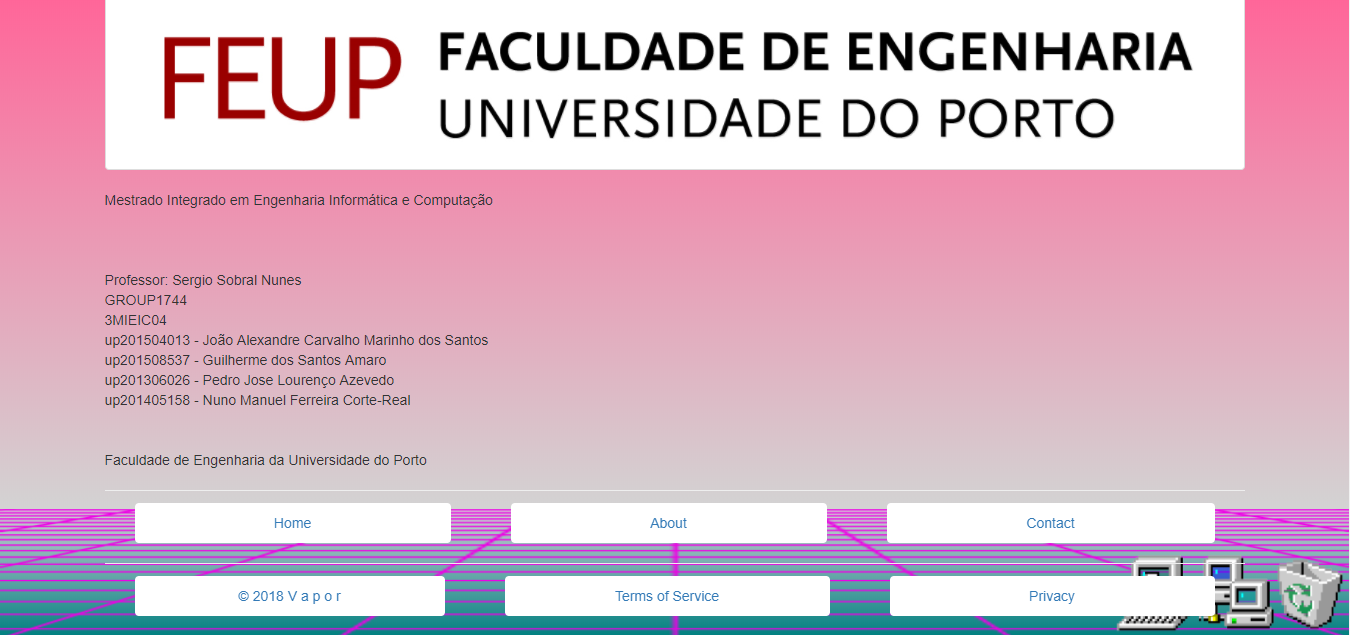 FEUP FACULDADE DE ENGENHARIA
UNIVERSIDADE DO PORTO
Mestrado Integrado em Engenharia Informática e Computação
Professor: Sergio Sobral Nunes
GROUP1744
3MIEIC04
up201504013 - João Alexandre Carvalho Marinho dos Santos
up201508537 - Guilherme dos Santos Amaro
up201306026 - Pedro Jose Lourenço Azevedo
up201405158 - Nuno Manuel Ferreira Corte-Real
Faculdade de Engenharia da Universidade do Porto
Home About Contact
© 2018 V a p o r Terms of Service Privacy